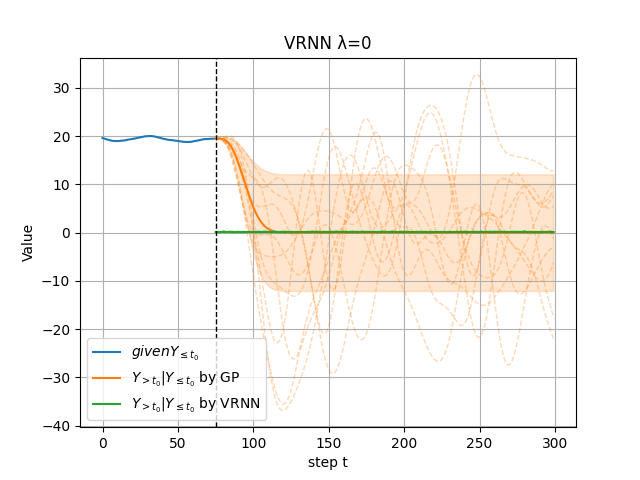 VRNN λ=0
Value
30
20
10
0
−10
−20
−30
−40
givenY≤t₀
Y>t₀|Y≤t₀ by GP
Y>t₀|Y≤t₀ by VRNN
0
50
100
150
200
250
300
step t